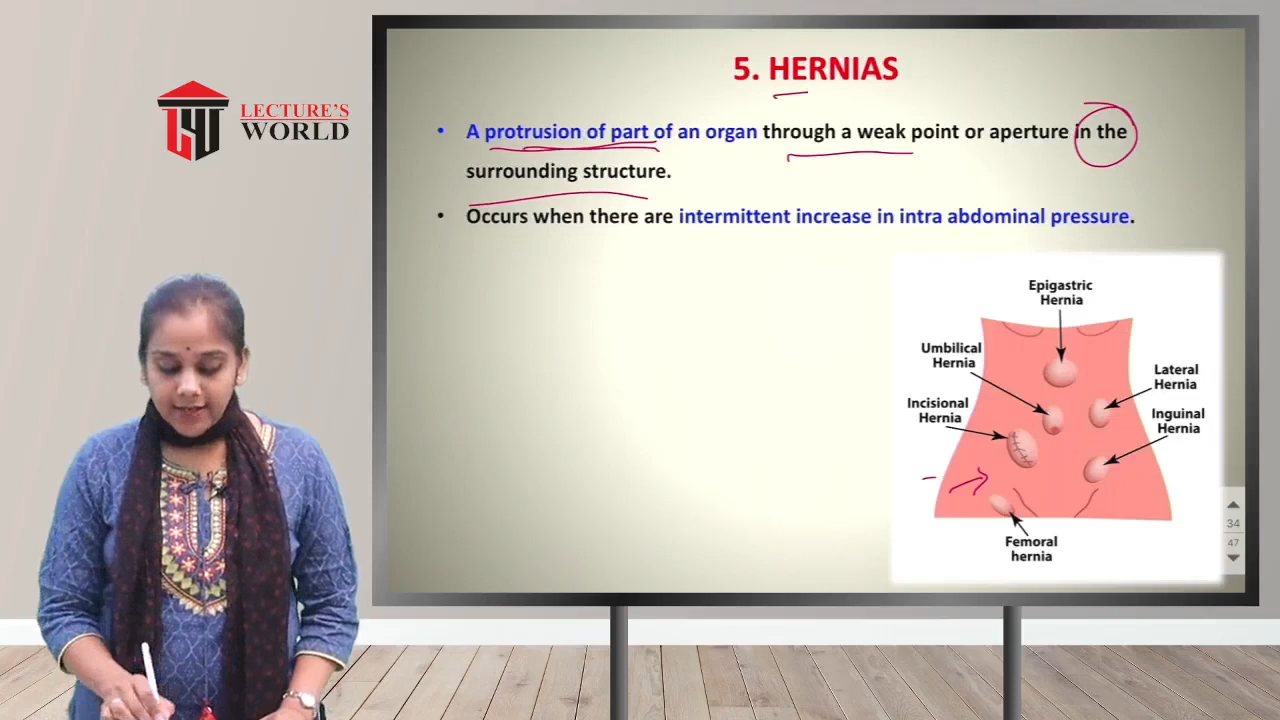 LECTURE'S
WORLD
5. HERNIAS
• A protrusion of part of an organ through a weak point or aperture in the
surrounding structure.
• Occurs when there are intermittent increase in intra abdominal pressure.
Epigastric
Hernia
Umbilical
Hernia
Lateral
Hernia
Incisional
Hernia
Inguinal
Hernia
Femoral
hernia
34
47